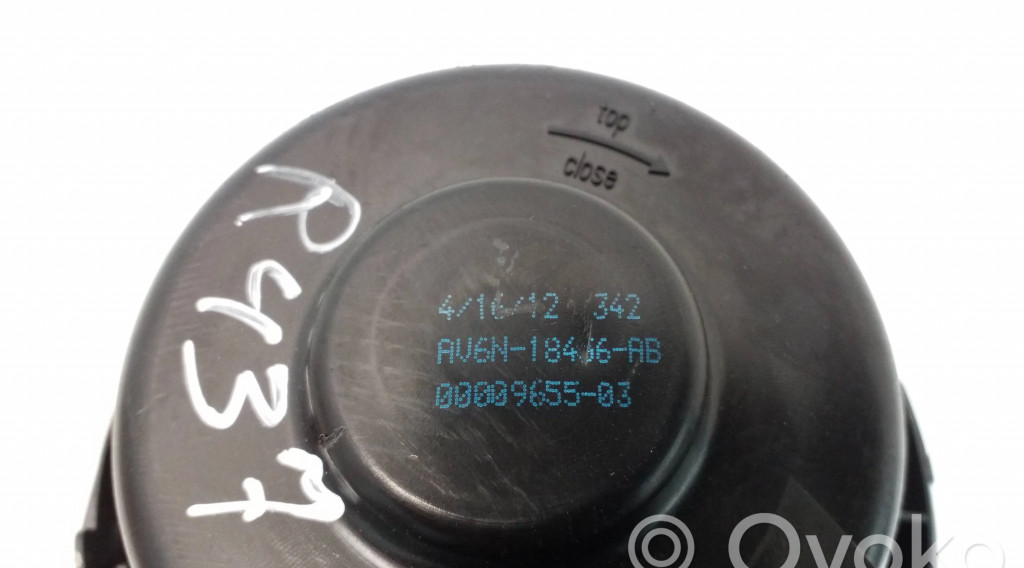 top
close
R437
4/16/12 342
AV6N-18456-AB
00009655-03
© Ovoko